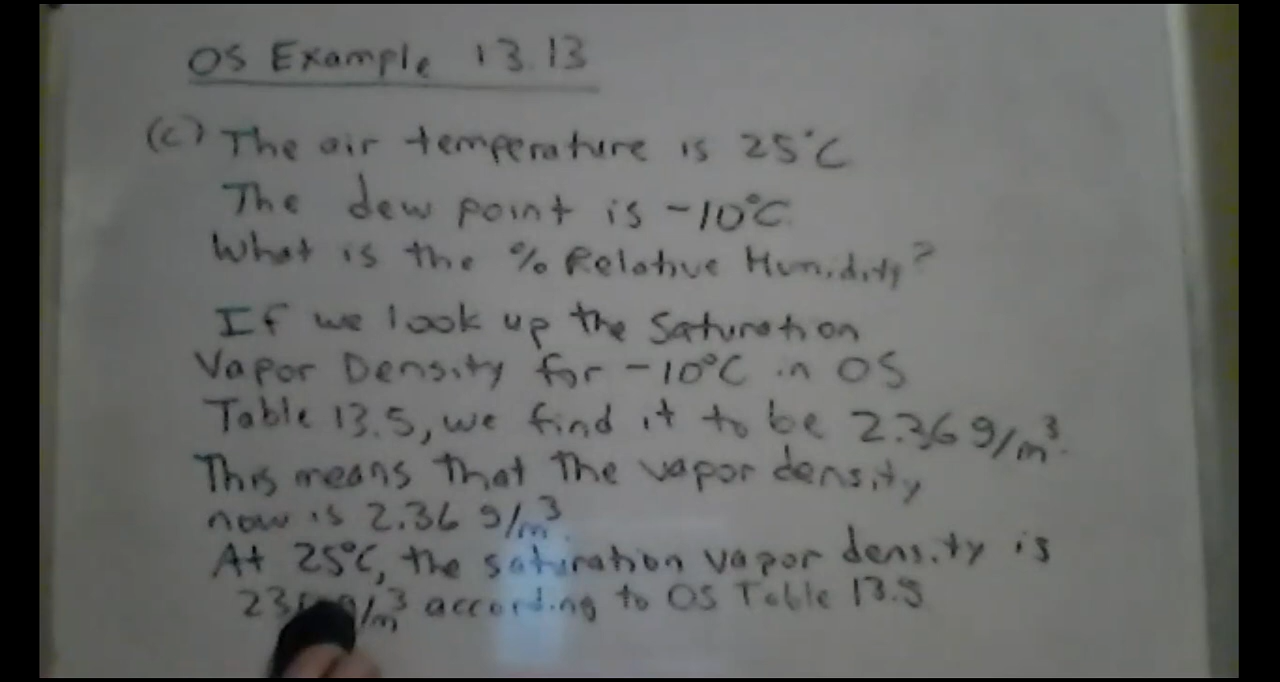 OS Example 13.13
(c) The air temperature is 25°C
The dew point is -10°C.
What is the % Relative Humidity?
If we look up the Saturation
Vapor Density for -10°C in OS
Table 13.5, we find it to be 2.36 g/m³.
This means that the vapor density
now is 2.36 g/m³.
At 25°C, the saturation vapor density is
g/m³ according to OS Table 13.5